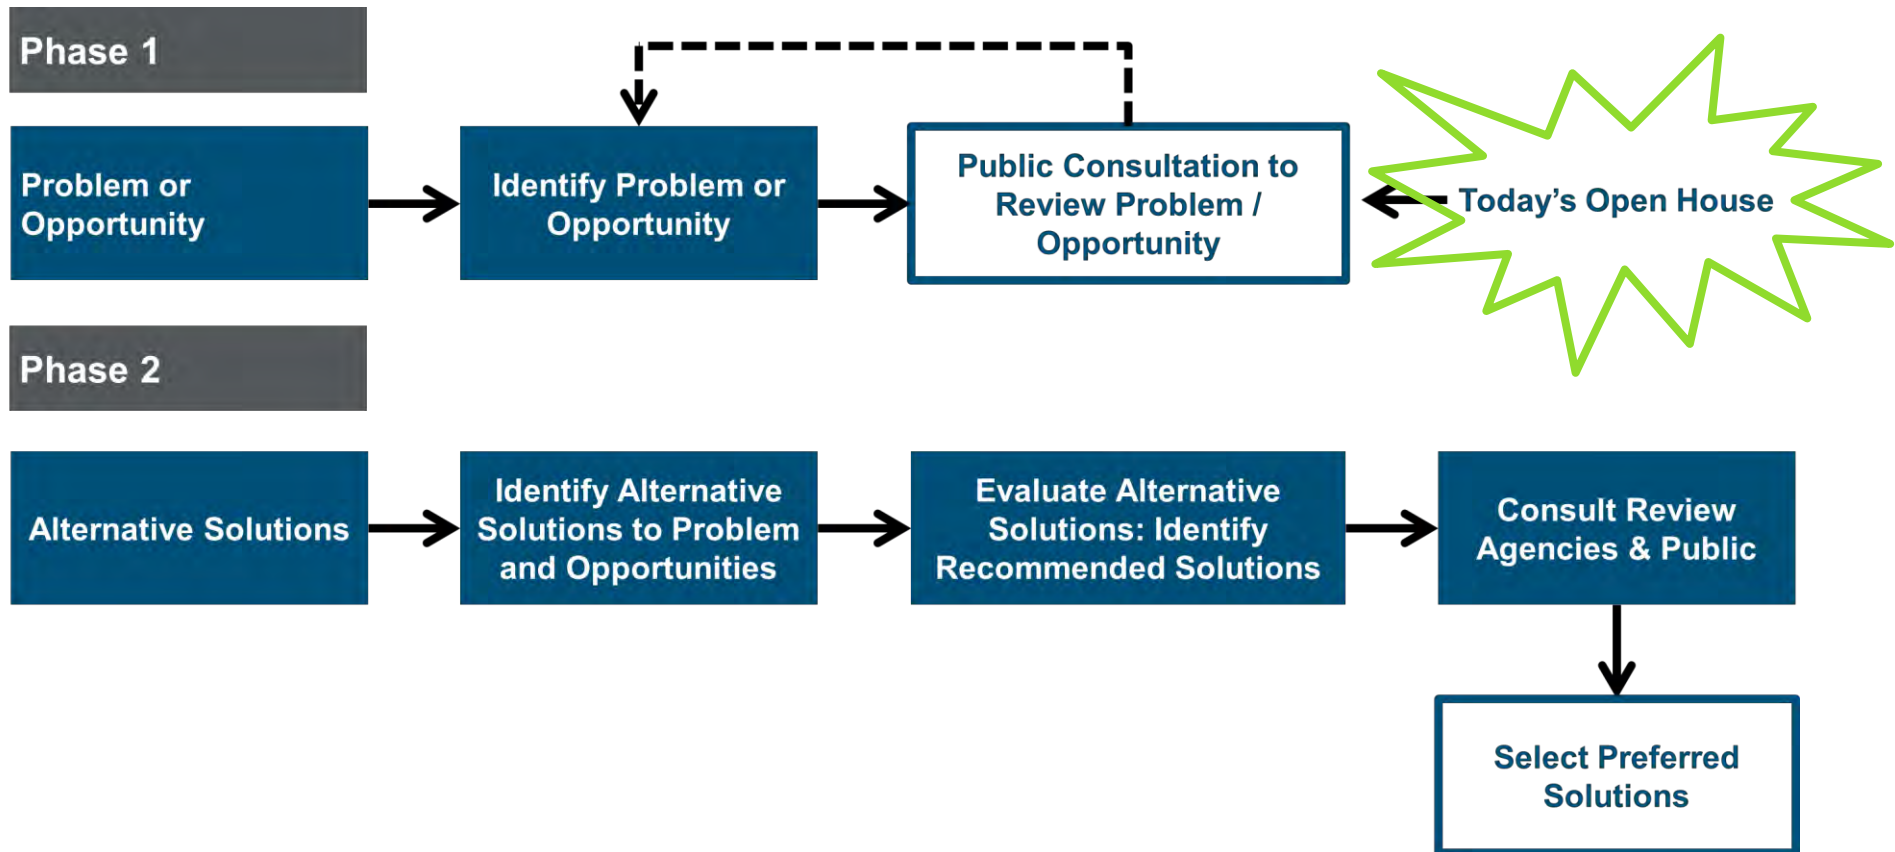 Phase 1
Problem or
Opportunity
Identify Problem or
Opportunity
Public Consultation to
Review Problem /
Opportunity
Today's Open House
Phase 2
Alternative Solutions
Identify Alternative
Solutions to Problem
and Opportunities
Evaluate Alternative
Solutions: Identify
Recommended Solutions
Consult Review
Agencies & Public
Select Preferred
Solutions